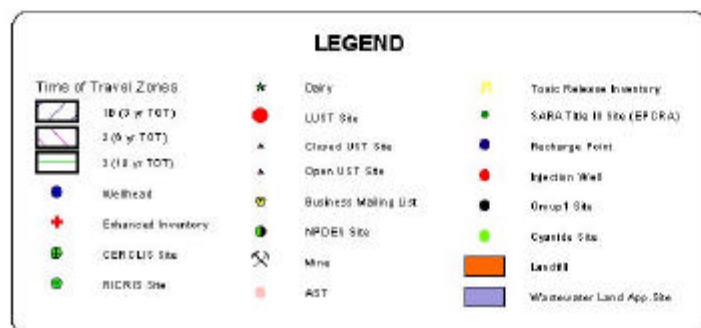 LEGEND
Time of Travel Zones
1B (3 yr TOT)
2 (6 yr TOT)
3 (10 yr TOT)
Wellhead
Enhanced Inventory
CERCLIS Site
RICRIS Site
Dairy
LUST Site
Closed UST Site
Open UST Site
Business Mailing List
NPDES Site
Mine
AST
Toxic Release Inventory
SARA Title III Site (EPCRA)
Recharge Point
Injection Well
Group1 Site
Cyanide Site
Landfill
Wastewater Land App.Site